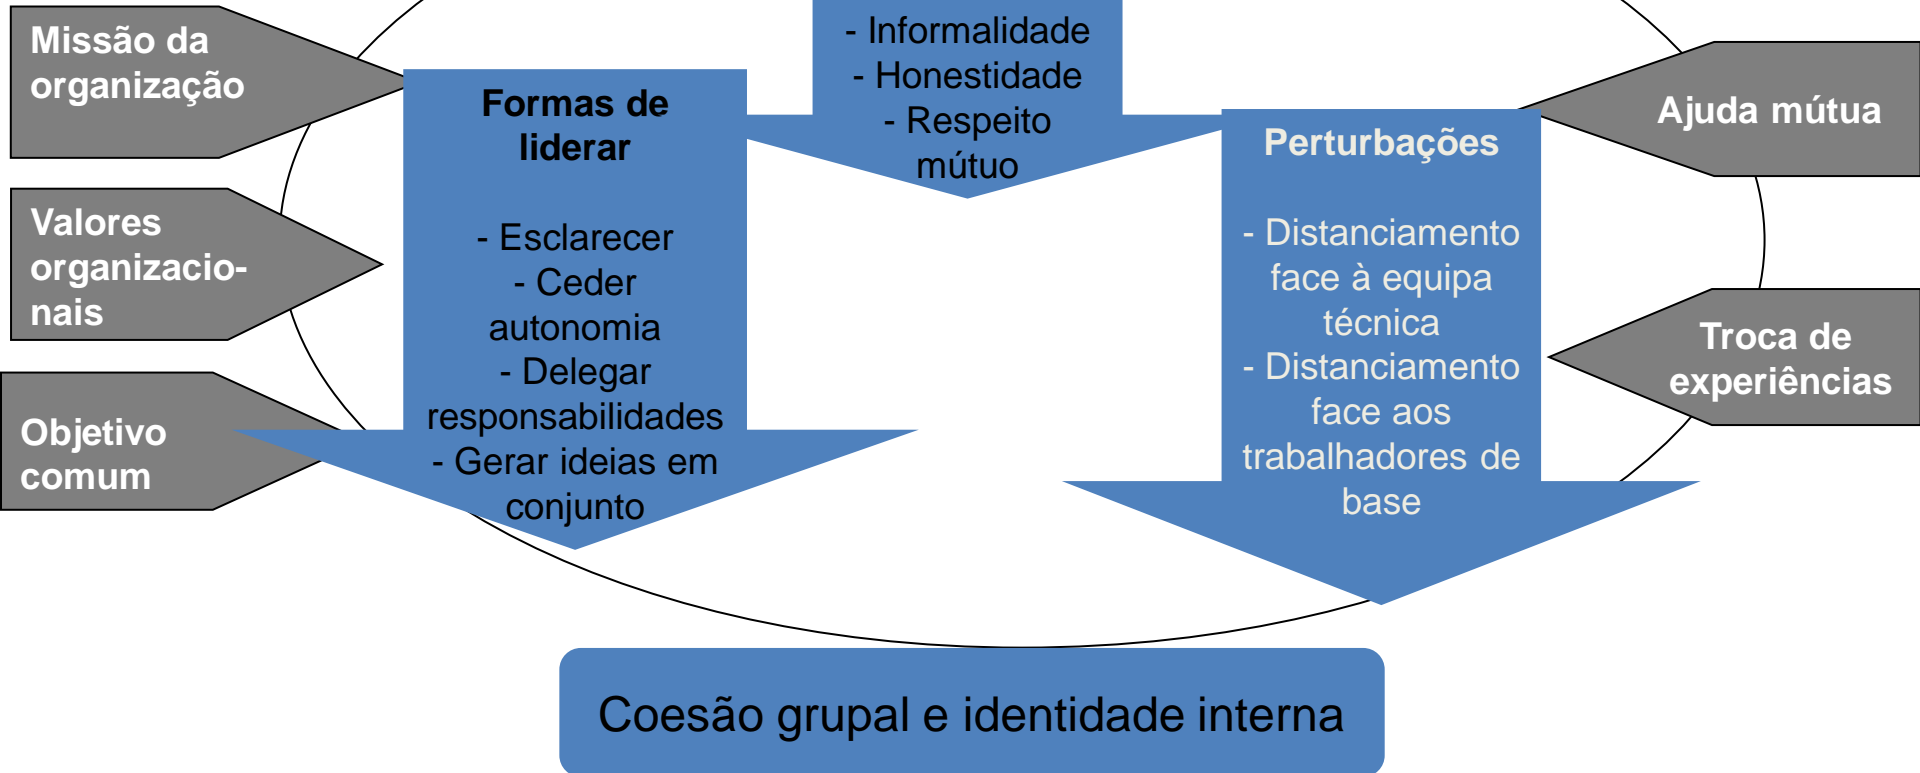 Missão da
organização
Valores
organizacio-
nais
Objetivo
comum
Formas de
liderar
- Esclarecer
- Ceder
autonomia
- Delegar
responsabilidades
- Gerar ideias em
conjunto
- Informalidade
- Honestidade
- Respeito
mútuo
Perturbações
- Distanciamento
face à equipa
técnica
- Distanciamento
face aos
trabalhadores de
base
Ajuda mútua
Troca de
experiências
Coesão grupal e identidade interna